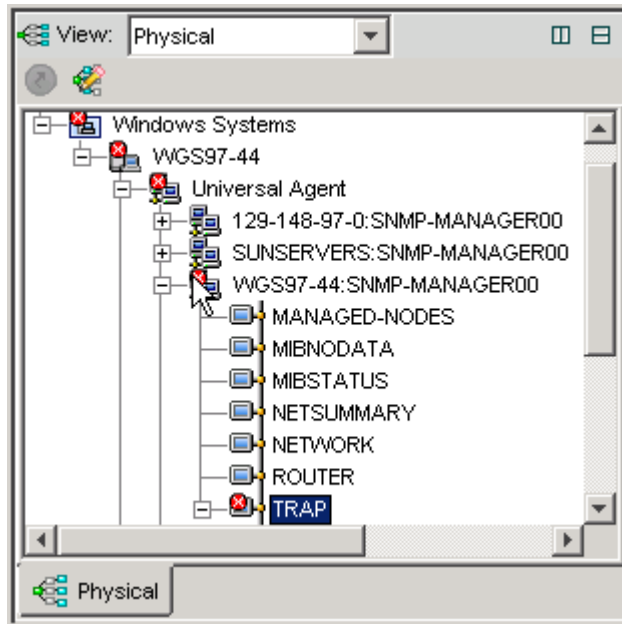 View: Physical
Windows Systems
WGS97-44
Universal Agent
129-148-97-0:SNMP-MANAGER00
SUNSERVERS:SNMP-MANAGER00
WGS97-44:SNMP-MANAGER00
MANAGED-NODES
MIBNODATA
MIBSTATUS
NETSUMMARY
NETWORK
ROUTER
TRAP
Physical